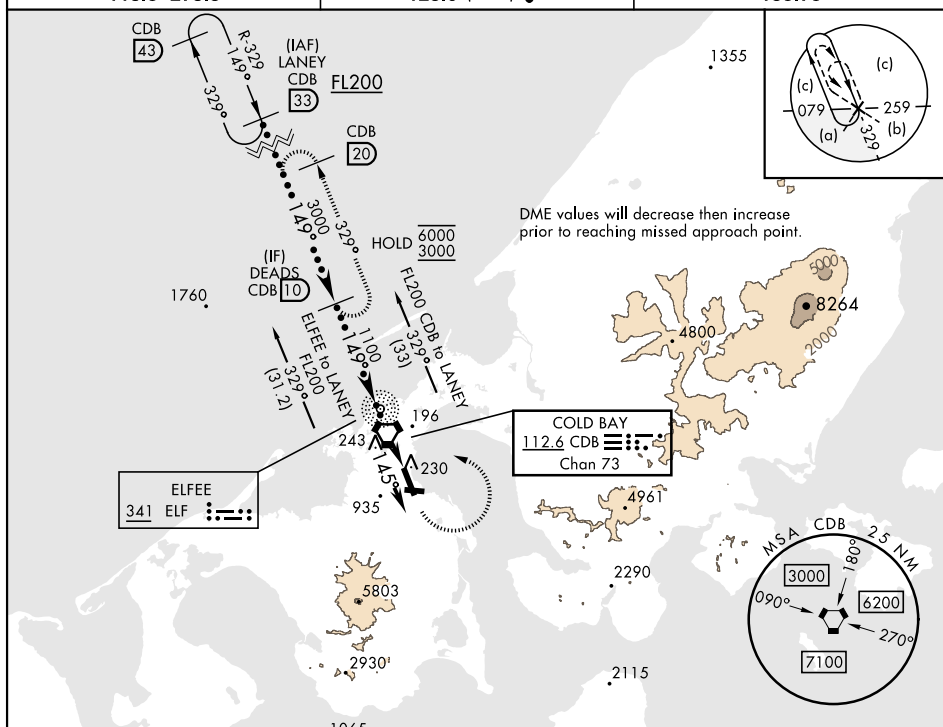 CDB
43
R-329
149°
329°
(IAF)
LANEY
CDB
33
FL200
CDB
20
1355
(c)
(c)
079
259
(a)
(b)
329
3000
149°
329°
HOLD 6000
3000
DME values will decrease then increase
prior to reaching missed approach point.
(IF)
DEADS
CDB 10
1760
ELFEE to LANEY
FL200
329°
(31.2)
1100
149°
FL200 CDB to LANEY
329°
(33)
5000
8264
2000
4800
196
243
145°
230
935
COLD BAY
112.6 CDB
Chan 73
ELFEE
341 ELF
4961
5803
2290
2930
2115
MSA CDB 25 NM
180°
3000
090°
6200
270°
7100